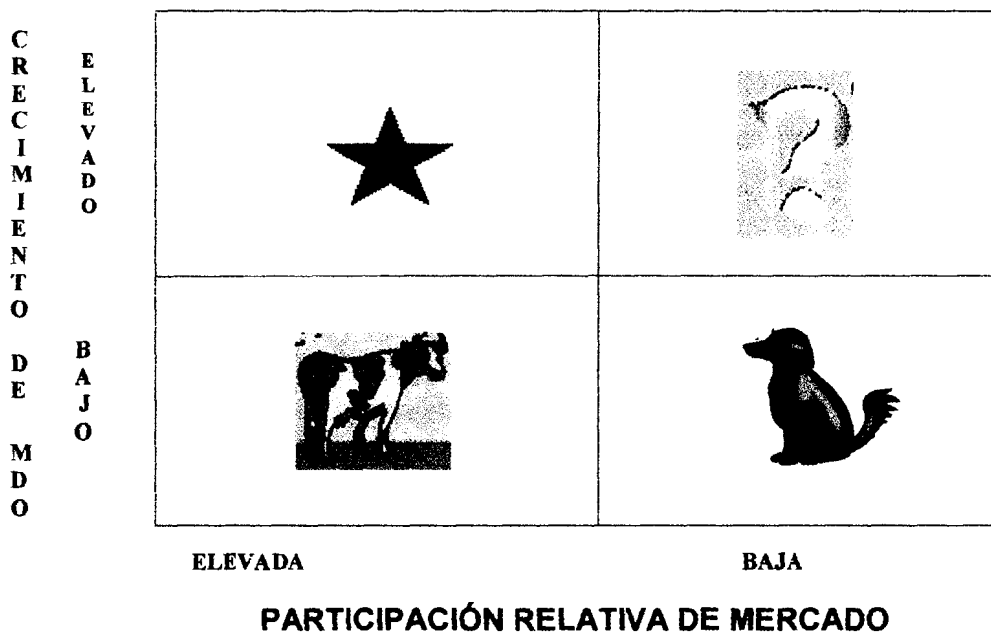 CRECIMIENTO DE MDO
ELEVADO
BAJO
ELEVADA BAJA
PARTICIPACIÓN RELATIVA DE MERCADO